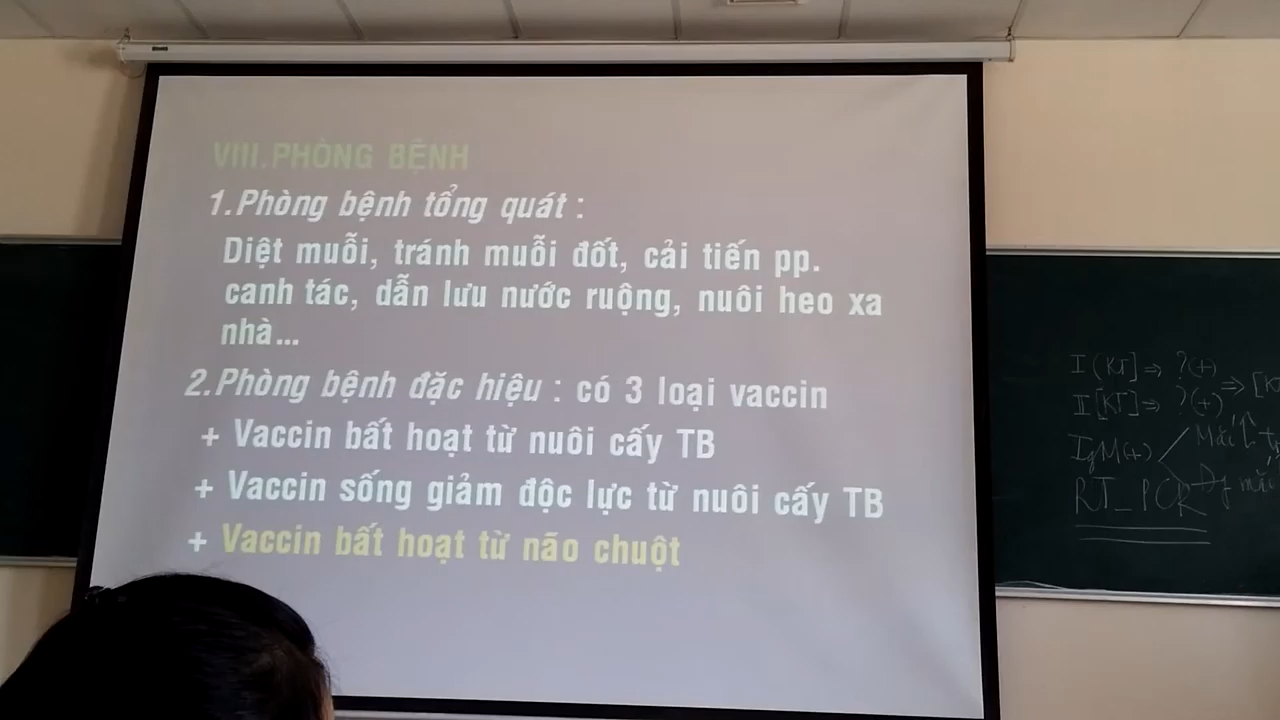 VIII.PHÒNG BỆNH
1.Phòng bệnh tổng quát :
Diệt muỗi, tránh muỗi đốt, cải tiến pp.
canh tác, dẫn lưu nước ruộng, nuôi heo xa
nhà...
2.Phòng bệnh đặc hiệu : có 3 loại vaccin
+ Vaccin bất hoạt từ nuôi cấy TB
+ Vaccin sống giảm độc lực từ nuôi cấy TB
+ Vaccin bất hoạt từ não chuột
I [KT] => ?(+)
II [KT] => ?(+)
IgM(+)
RT_PCR